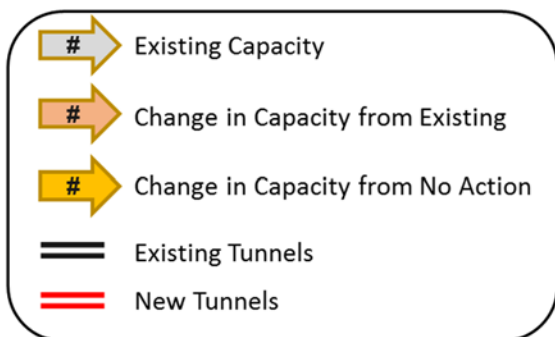 # Existing Capacity
# Change in Capacity from Existing
# Change in Capacity from No Action
Existing Tunnels
New Tunnels